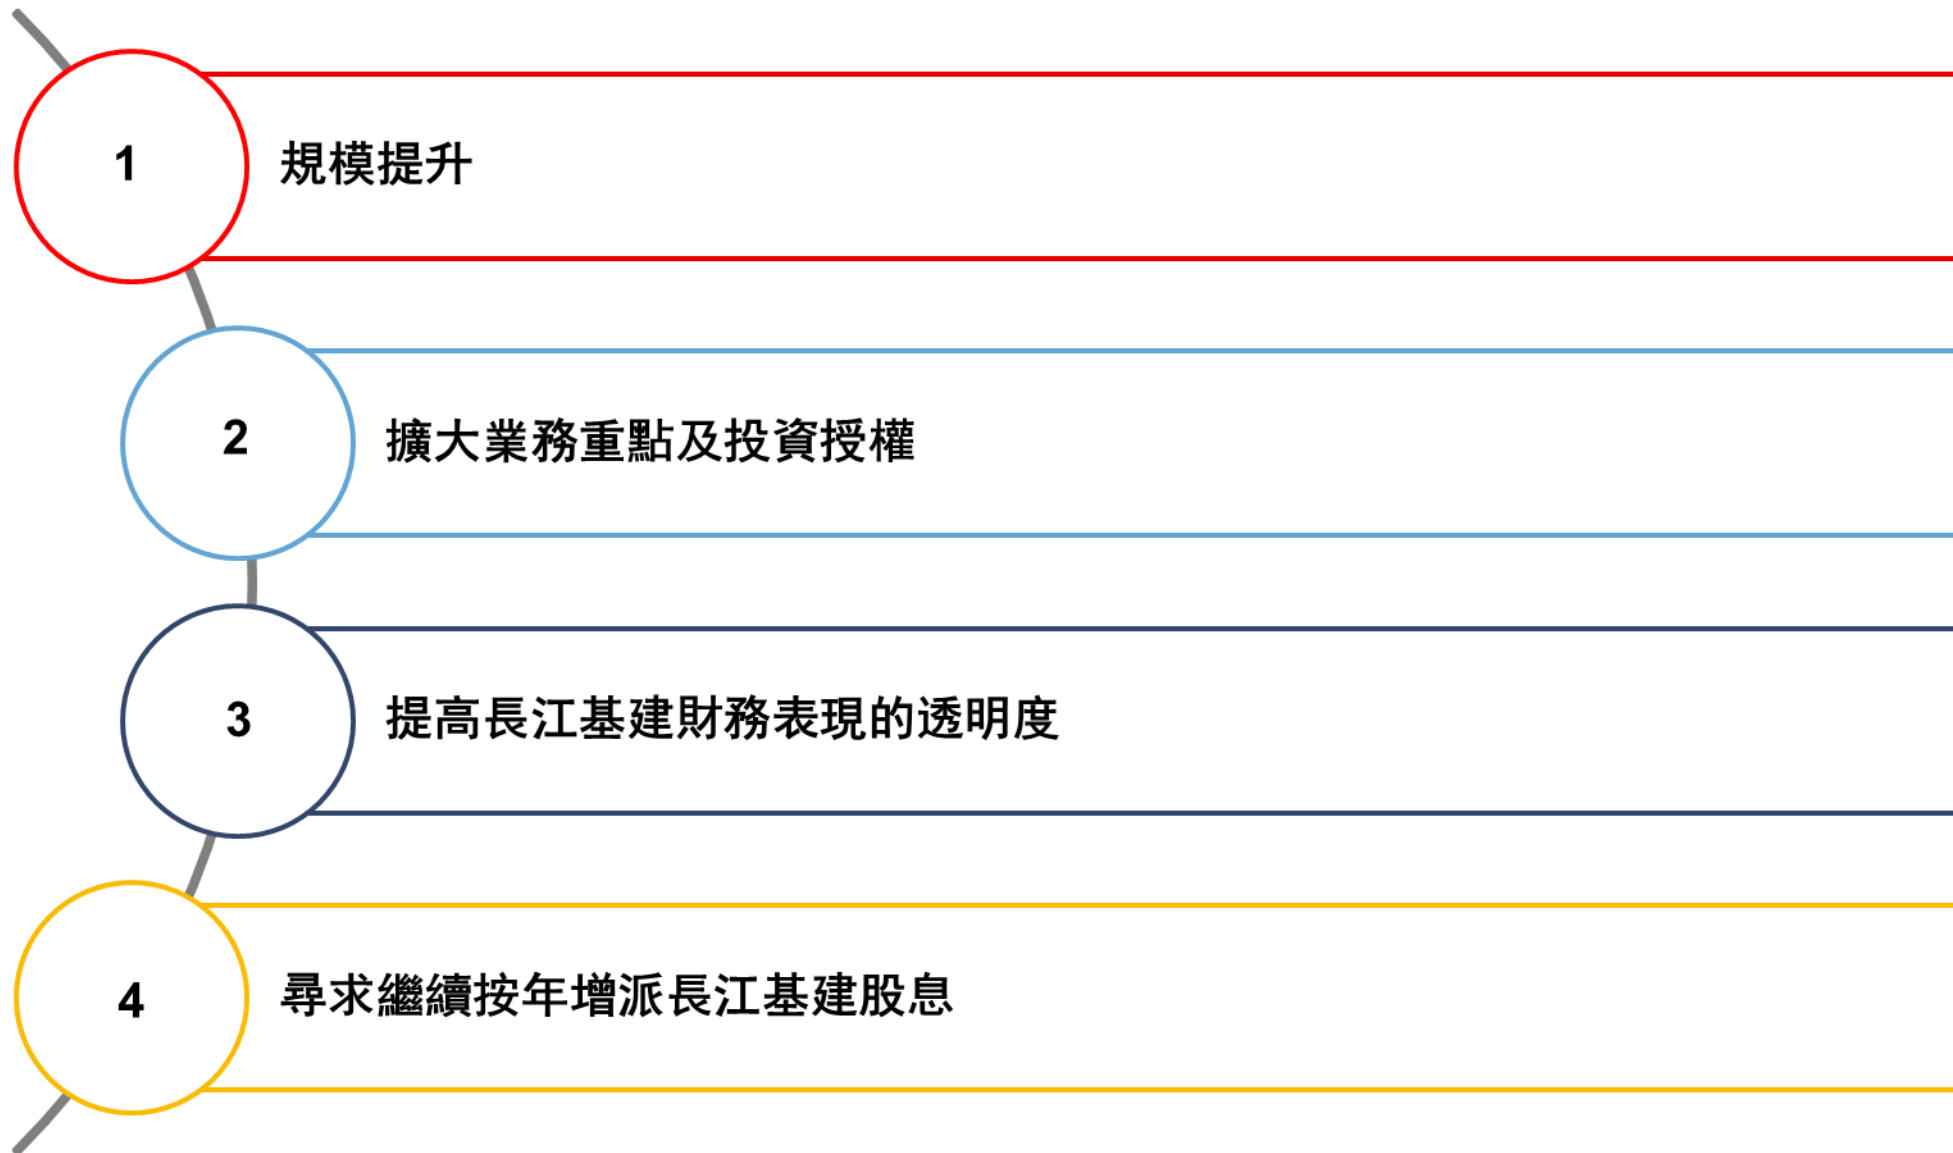 1
規模提升
2
擴大業務重點及投資授權
3
提高長江基建財務表現的透明度
4
尋求繼續按年增派長江基建股息